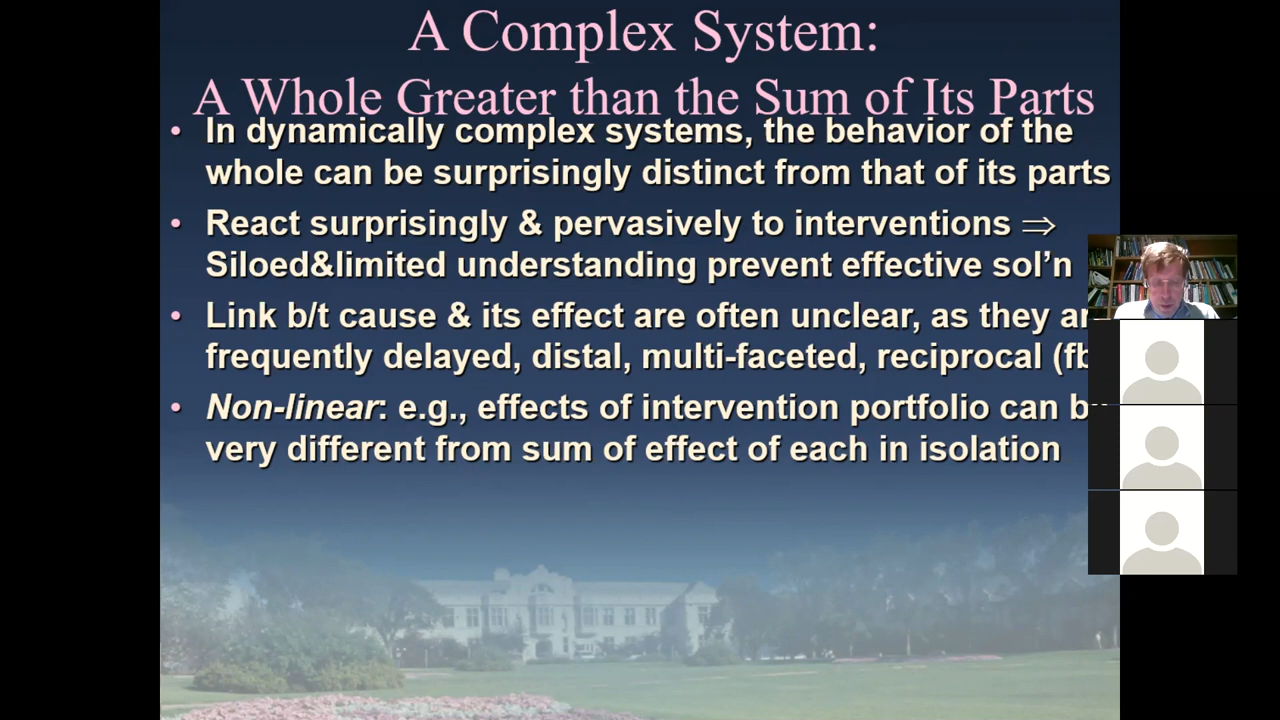 A Complex System:
A Whole Greater than the Sum of Its Parts
• In dynamically complex systems, the behavior of the
whole can be surprisingly distinct from that of its parts
• React surprisingly & pervasively to interventions ⇒
Siloed&limited understanding prevent effective sol'n
• Link b/t cause & its effect are often unclear, as they
frequently delayed, distal, multi-faceted, reciprocal
• Non-linear: e.g., effects of intervention portfolio can
very different from sum of effect of each in isolation